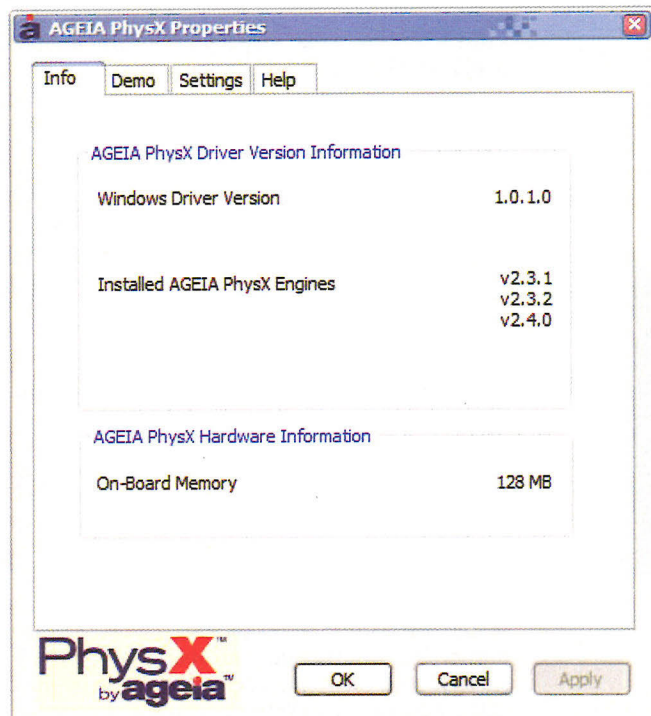 AGEIA PhysX Properties
Info Demo Settings Help
AGEIA PhysX Driver Version Information
Windows Driver Version 1.0.1.0
Installed AGEIA PhysX Engines v2.3.1
v2.3.2
v2.4.0
AGEIA PhysX Hardware Information
On-Board Memory 128 MB
PhysX™
by ageia™
OK Cancel Apply